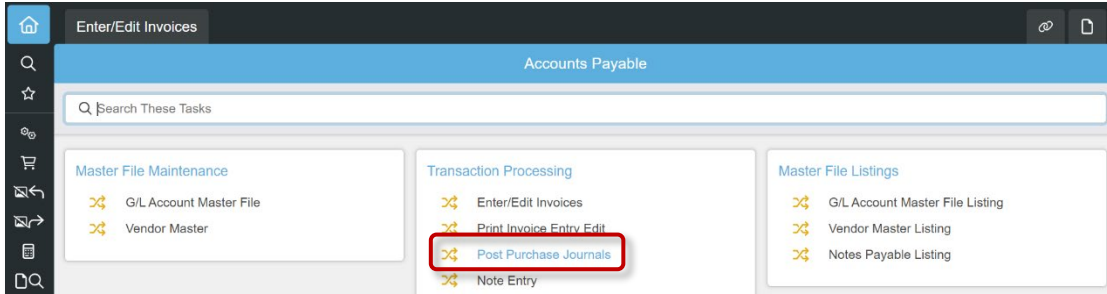 Enter/Edit Invoices
Accounts Payable
Search These Tasks
Master File Maintenance
G/L Account Master File
Vendor Master
Transaction Processing
Enter/Edit Invoices
Print Invoice Entry Edit
Post Purchase Journals
Note Entry
Master File Listings
G/L Account Master File Listing
Vendor Master Listing
Notes Payable Listing